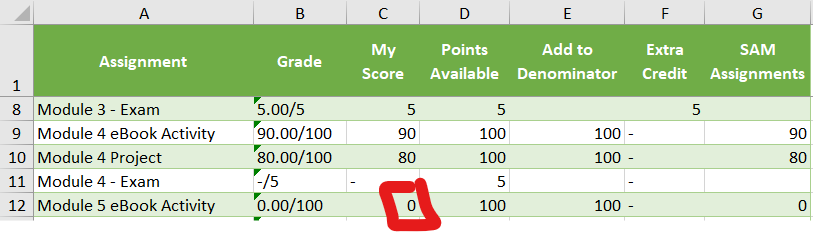 A B C D E F G
1 Assignment Grade My Score Points Available Add to Denominator Extra Credit SAM Assignments
8 Module 3 - Exam 5.00/5 5 5 5
9 Module 4 eBook Activity 90.00/100 90 100 100 - 90
10 Module 4 Project 80.00/100 80 100 100 - 80
11 Module 4 - Exam -/5 - 5 -
12 Module 5 eBook Activity 0.00/100 0 100 100 - 0